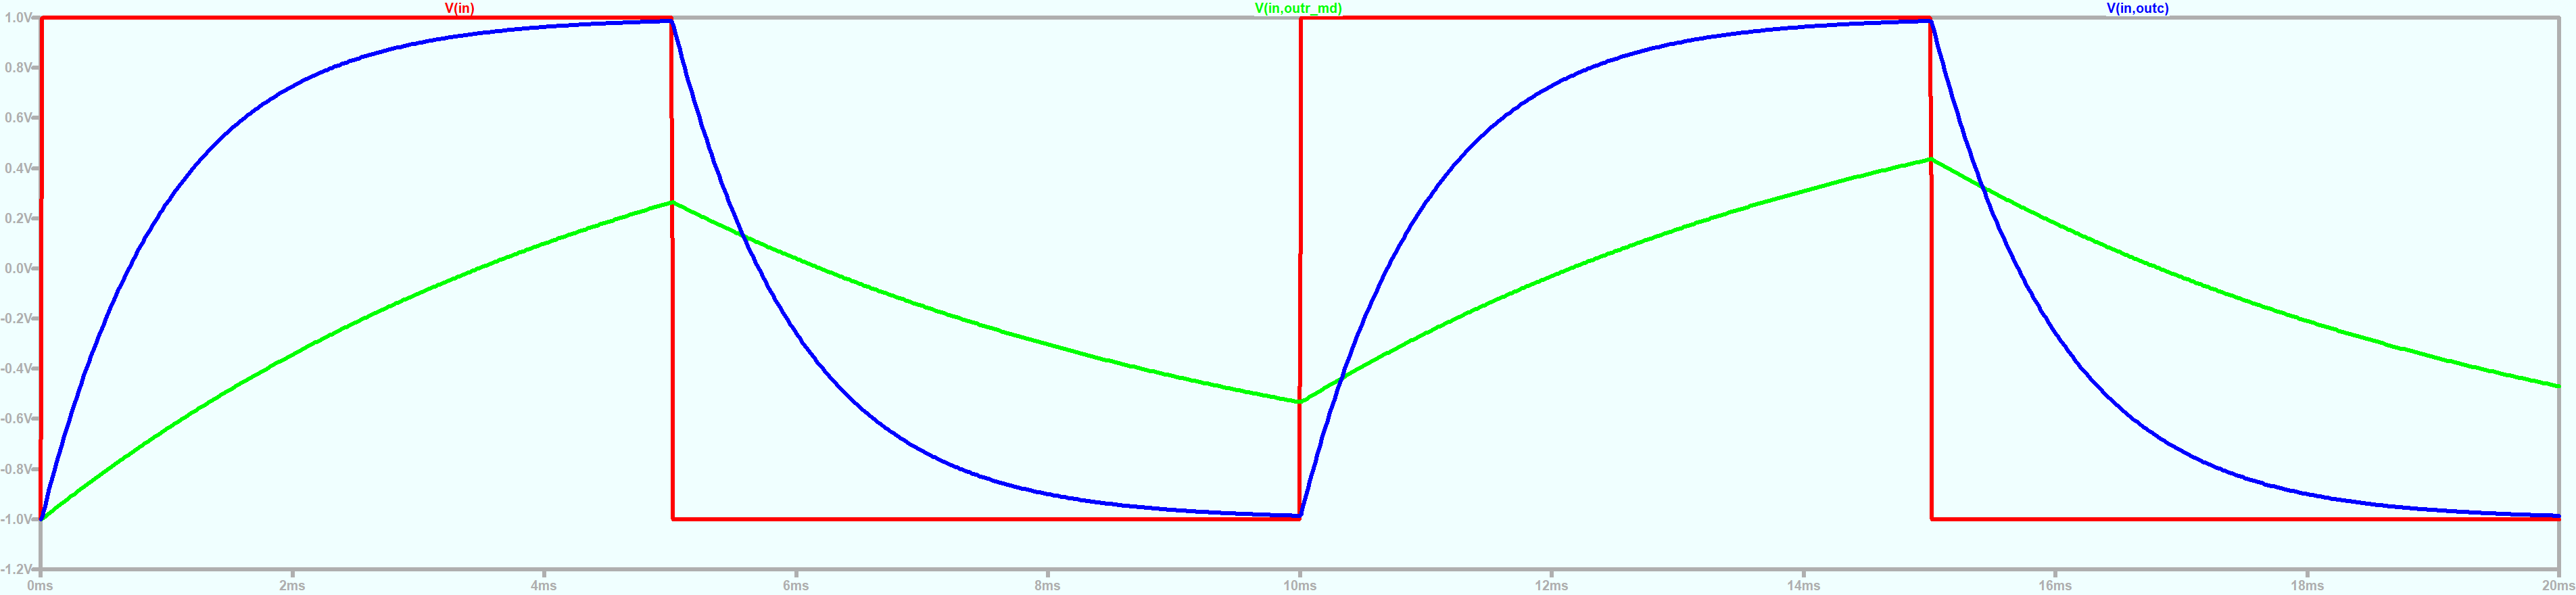 V(in) V(in,outr_md) V(in,outc)
1.0V
0.8V
0.6V
0.4V
0.2V
0.0V
-0.2V
-0.4V
-0.6V
-0.8V
-1.0V
-1.2V
0ms 2ms 4ms 6ms 8ms 10ms 12ms 14ms 16ms 18ms 20ms